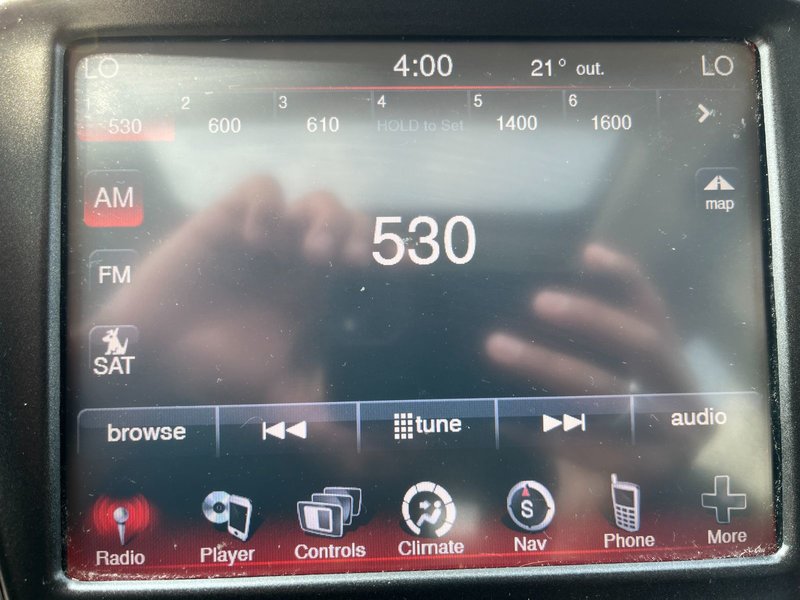 LO 4:00 21° out. LO
1 2 3 4 5 6
530 600 610 HOLD to Set 1400 1600
AM
map
530
FM
SAT
browse tune audio
S
Radio Player Controls Climate Nav Phone More